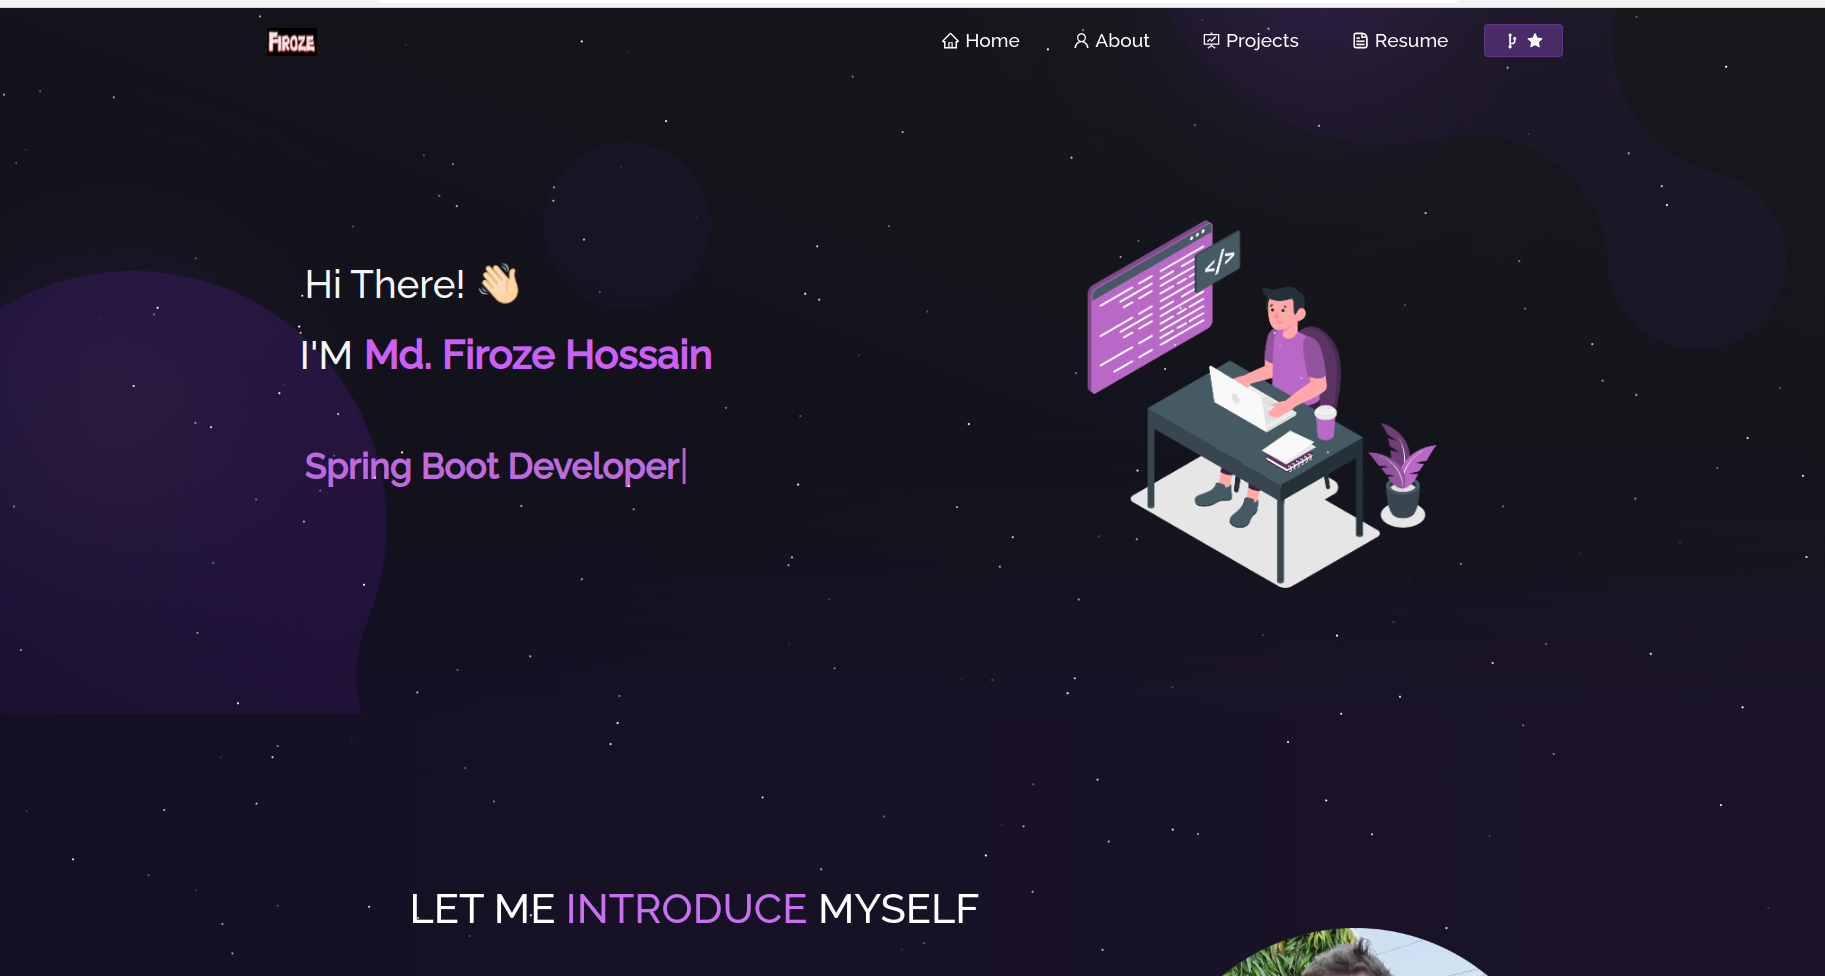 FIROZE
Home
About
Projects
Resume
Hi There! 👋🏻
I'M Md. Firoze Hossain
Spring Boot Developer|
</>
LET ME INTRODUCE MYSELF